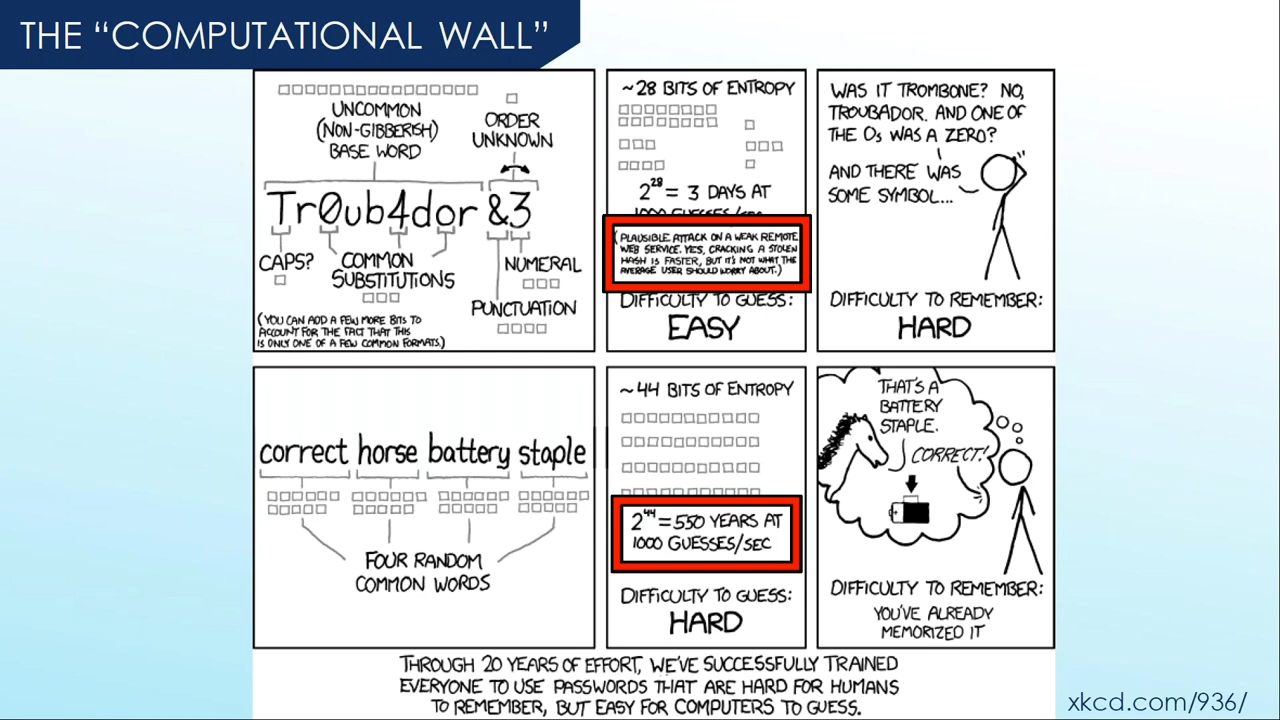 THE “COMPUTATIONAL WALL”
UNCOMMON
(NON-GIBBERISH)
BASE WORD
ORDER
UNKNOWN
Tr0ub4dor &3
CAPS?
COMMON
SUBSTITUTIONS
NUMERAL
PUNCTUATION
(YOU CAN ADD A FEW MORE BITS TO
ACCOUNT FOR THE FACT THAT THIS
IS ONLY ONE OF A FEW COMMON FORMATS.)
~28 BITS OF ENTROPY
2²⁸ = 3 DAYS AT
1000 GUESSES/SEC
(PLAUSIBLE ATTACK ON A WEAK REMOTE
WEB SERVICE. YES, CRACKING A STOLEN
HASH IS FASTER, BUT IT'S NOT WHAT THE
AVERAGE USER SHOULD WORRY ABOUT.)
DIFFICULTY TO GUESS:
EASY
WAS IT TROMBONE? NO,
TROUBADOR. AND ONE OF
THE Os WAS A ZERO?
AND THERE WAS
SOME SYMBOL...
DIFFICULTY TO REMEMBER:
HARD
correct horse battery staple
FOUR RANDOM
COMMON WORDS
~44 BITS OF ENTROPY
2⁴⁴ = 550 YEARS AT
1000 GUESSES/SEC
DIFFICULTY TO GUESS:
HARD
THAT'S A
BATTERY
STAPLE.
CORRECT!
DIFFICULTY TO REMEMBER:
YOU'VE ALREADY
MEMORIZED IT
THROUGH 20 YEARS OF EFFORT, WE'VE SUCCESSFULLY TRAINED
EVERYONE TO USE PASSWORDS THAT ARE HARD FOR HUMANS
TO REMEMBER, BUT EASY FOR COMPUTERS TO GUESS.
xkcd.com/936/